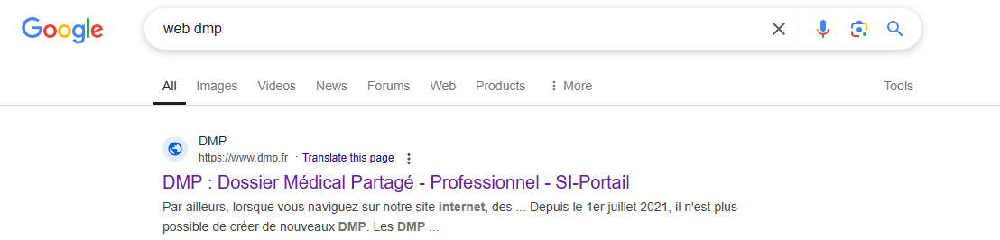 Google
web dmp
All Images Videos News Forums Web Products More Tools
DMP
https://www.dmp.fr · Translate this page
DMP : Dossier Médical Partagé - Professionnel - SI-Portail
Par ailleurs, lorsque vous naviguez sur notre site internet, des ... Depuis le 1er juillet 2021, il n'est plus
possible de créer de nouveaux DMP. Les DMP ...